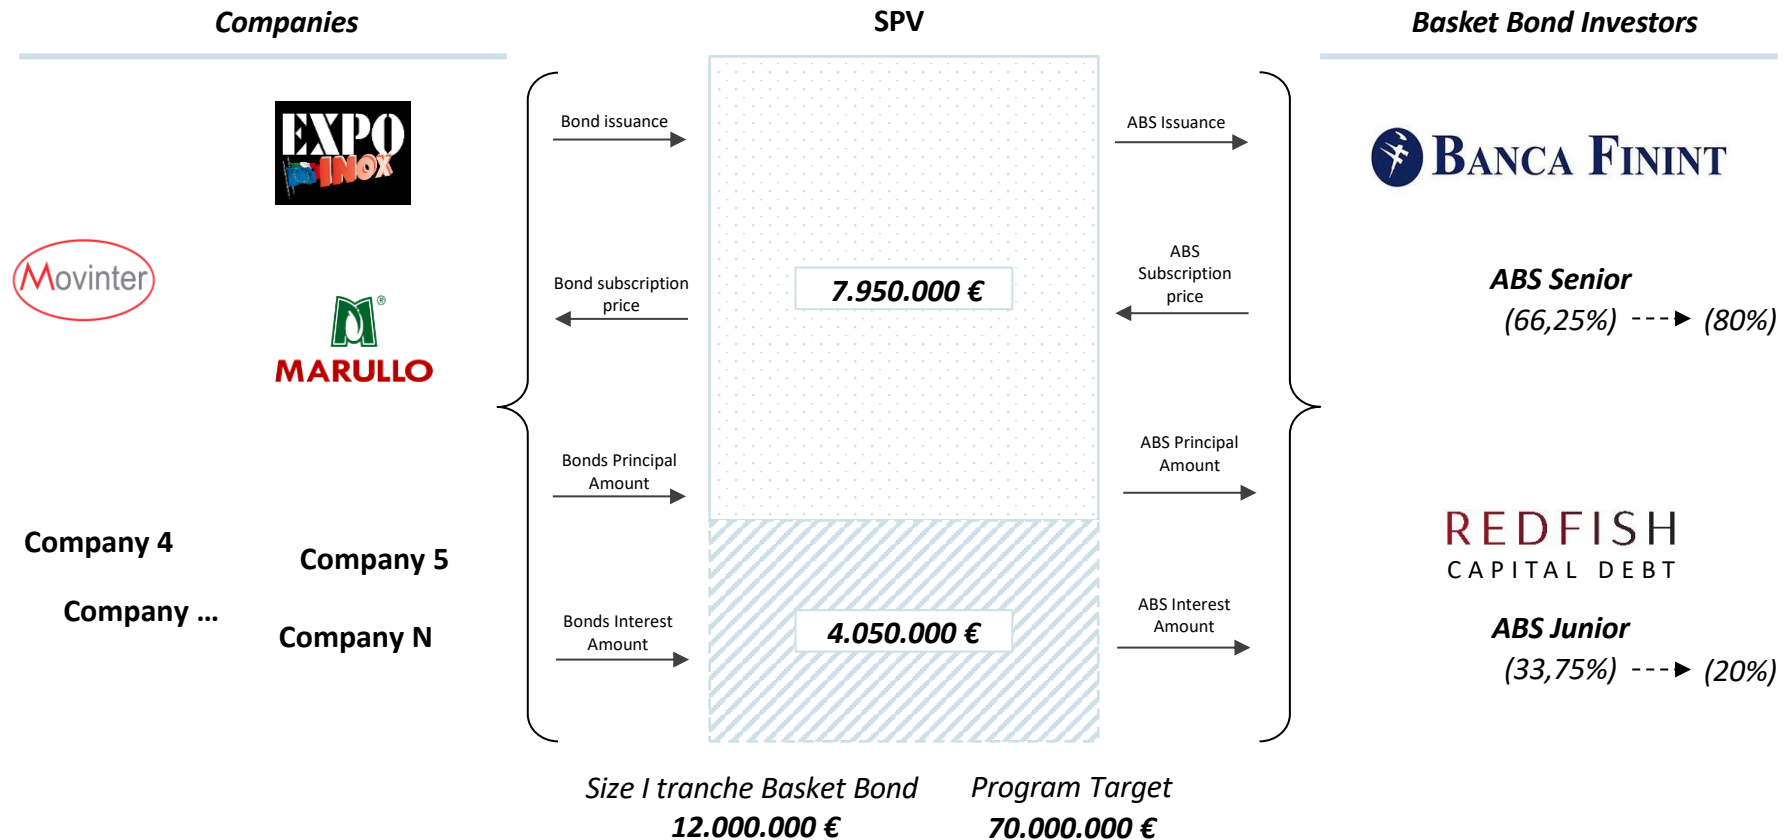 Companies
SPV
Basket Bond Investors
EXPO
INOX
Bond issuance
ABS Issuance
BANCA FININT
Movinter
Bond subscription
price
7.950.000 €
ABS
Subscription
price
ABS Senior
(66,25%)
(80%)
®
MARULLO
Bonds Principal
Amount
ABS Principal
Amount
REDFISH
CAPITAL DEBT
Company 4
Company 5
Company ...
Company N
Bonds Interest
Amount
4.050.000 €
ABS Interest
Amount
ABS Junior
(33,75%)
(20%)
Size I tranche Basket Bond
12.000.000 €
Program Target
70.000.000 €